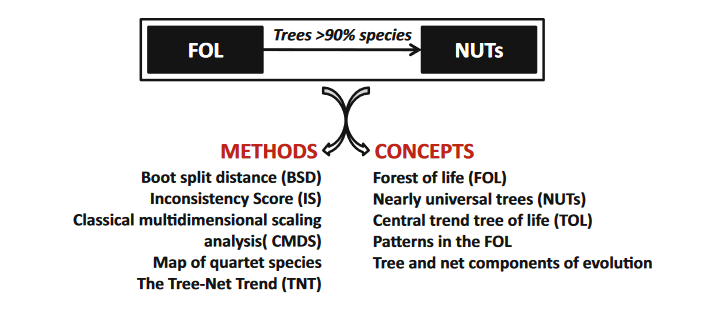 Trees >90% species
FOL
NUTs
METHODS
Boot split distance (BSD)
Inconsistency Score (IS)
Classical multidimensional scaling
analysis( CMDS)
Map of quartet species
The Tree-Net Trend (TNT)
CONCEPTS
Forest of life (FOL)
Nearly universal trees (NUTs)
Central trend tree of life (TOL)
Patterns in the FOL
Tree and net components of evolution